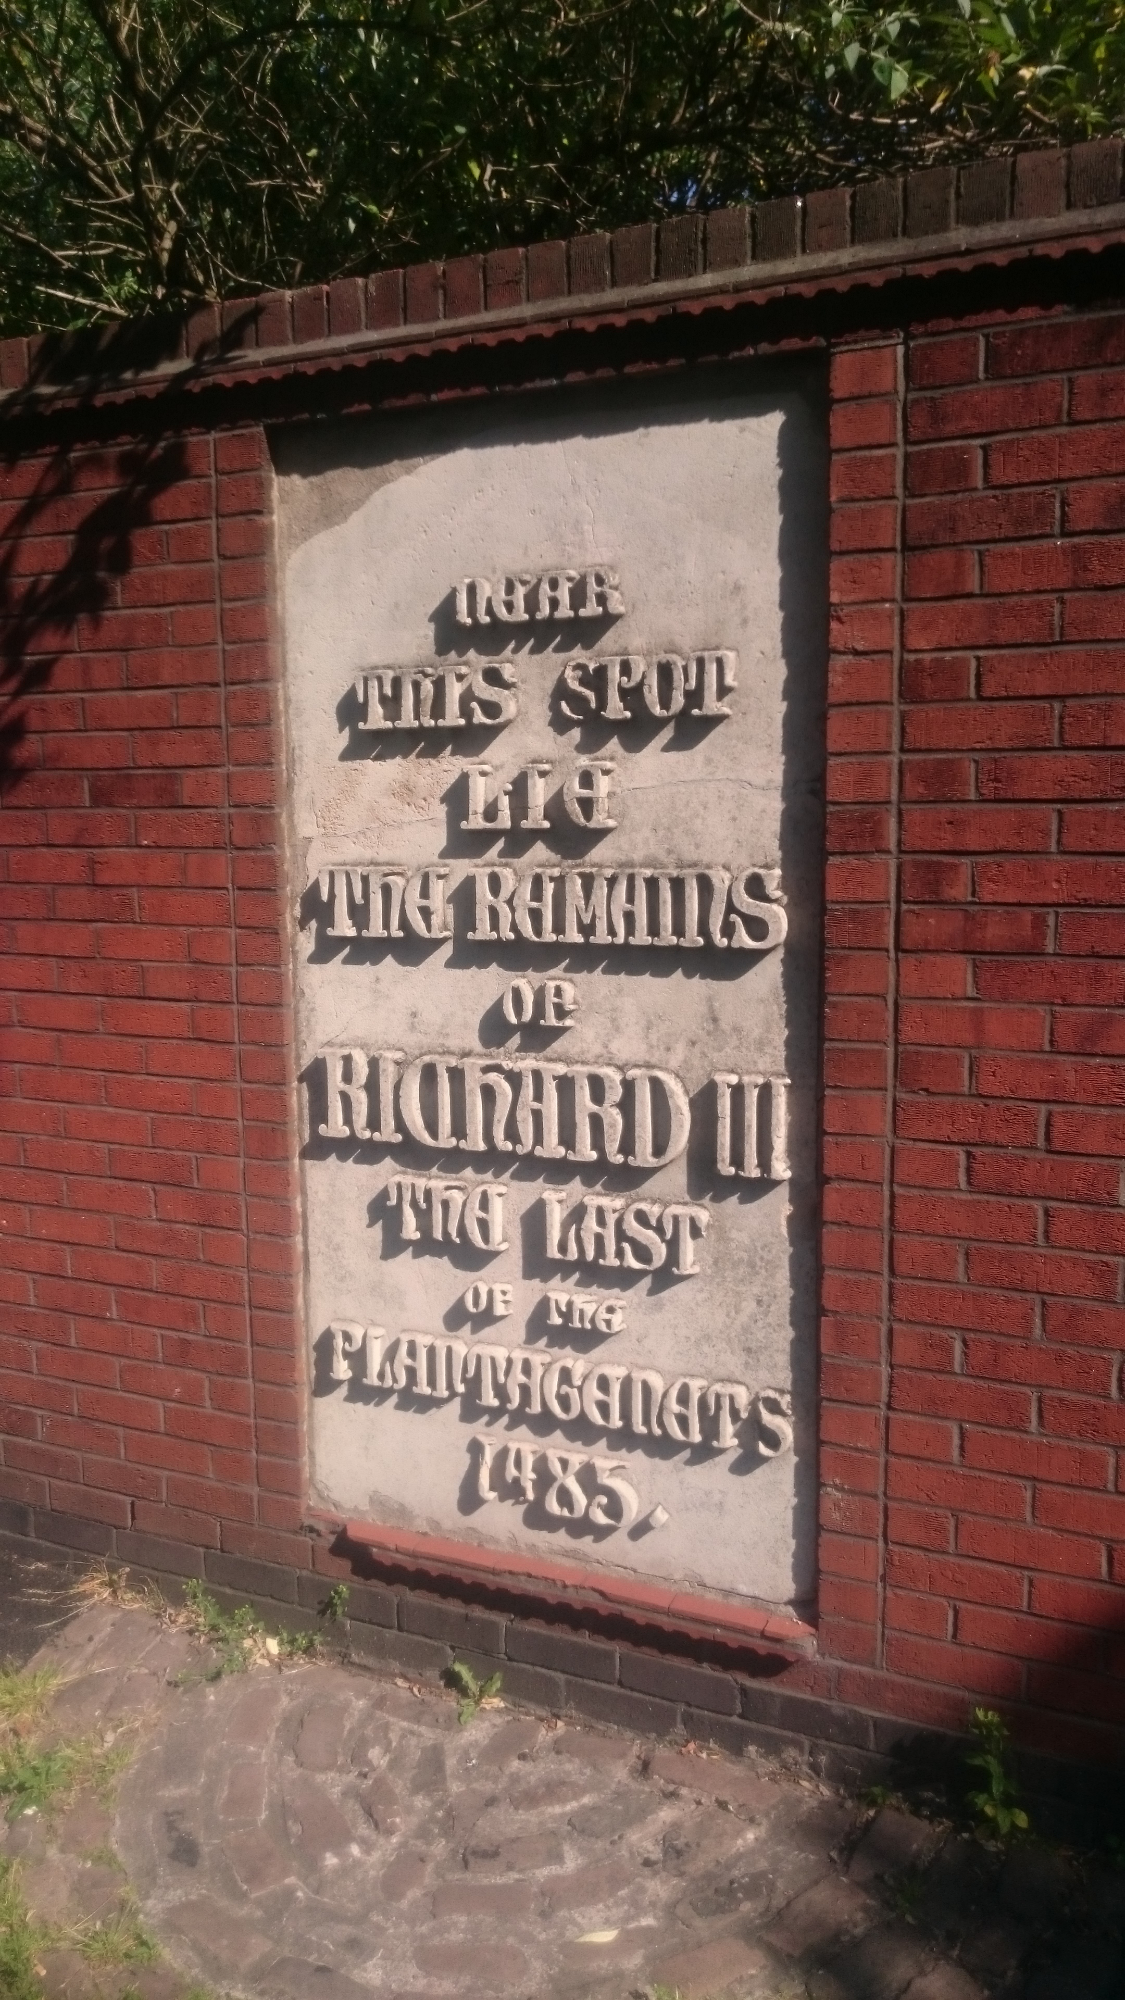 NEAR
THIS SPOT
LIE
THE REMAINS
OF
RICHARD III
THE LAST
OF THE
PLANTAGENETS
1485.